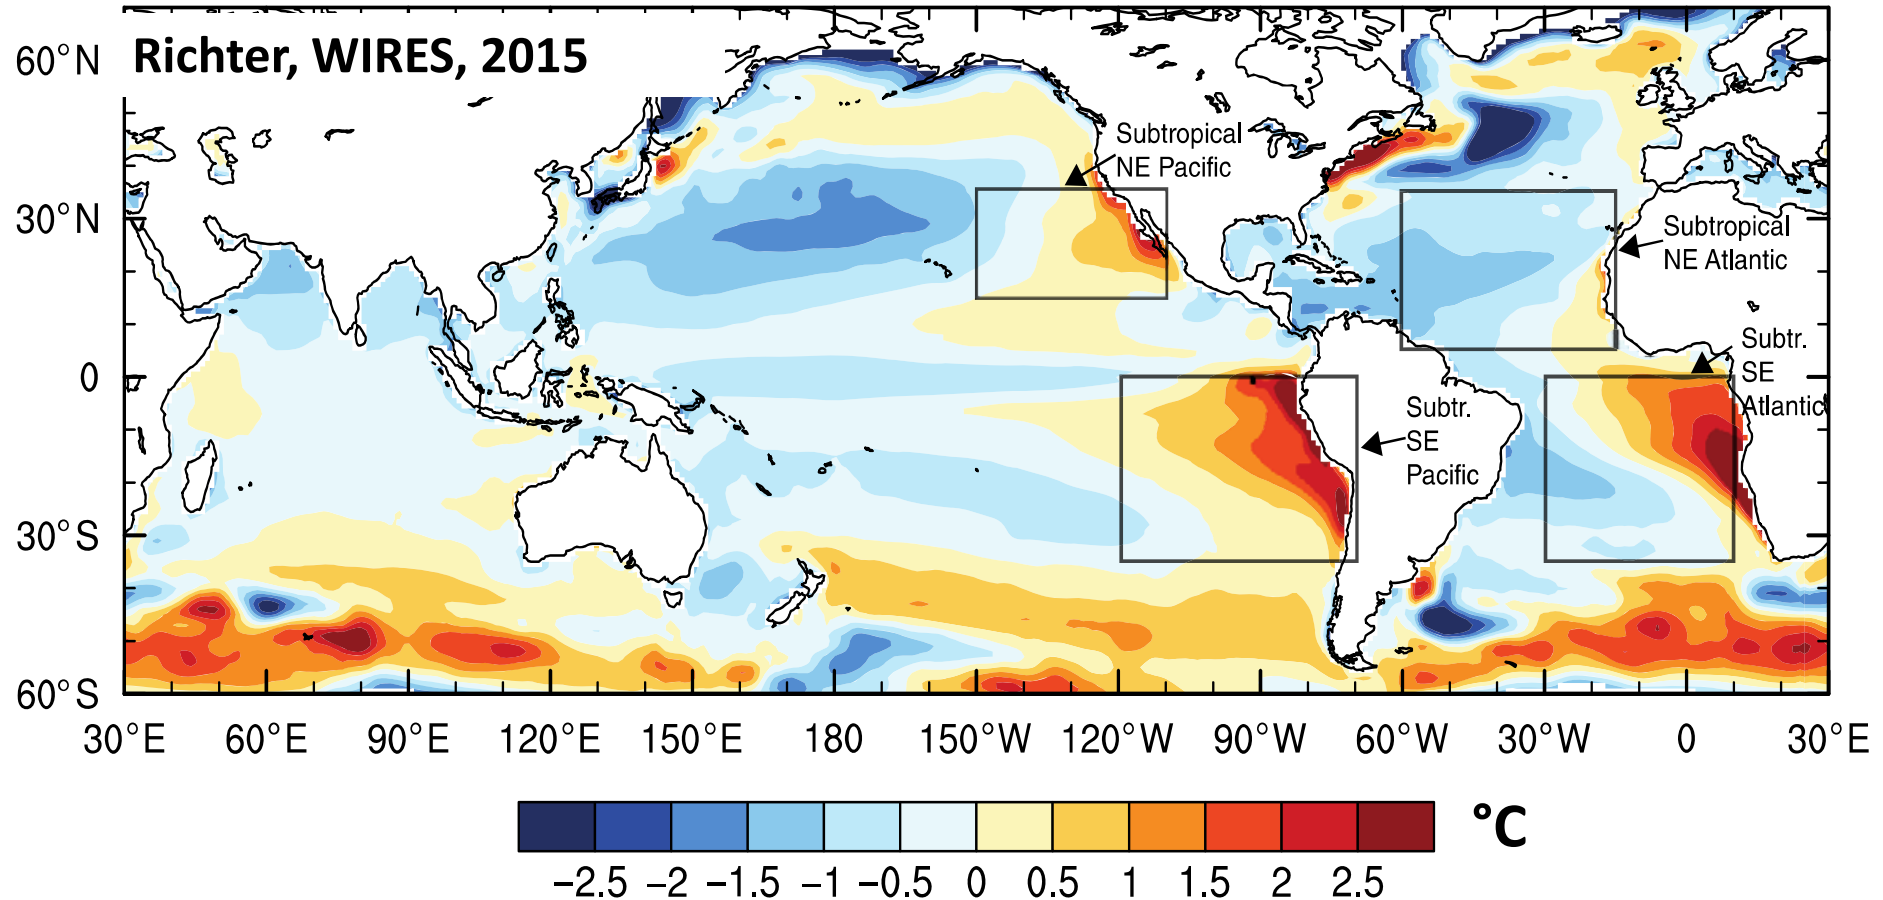 Richter, WIRES, 2015
60°N
30°N
0
30°S
60°S
Subtropical
NE Pacific
Subtropical
NE Atlantic
Subtr.
SE
Atlantic
Subtr.
SE
Pacific
30°E 60°E 90°E 120°E 150°E 180 150°W 120°W 90°W 60°W 30°W 0 30°E
°C
−2.5 −2 −1.5 −1 −0.5 0 0.5 1 1.5 2 2.5